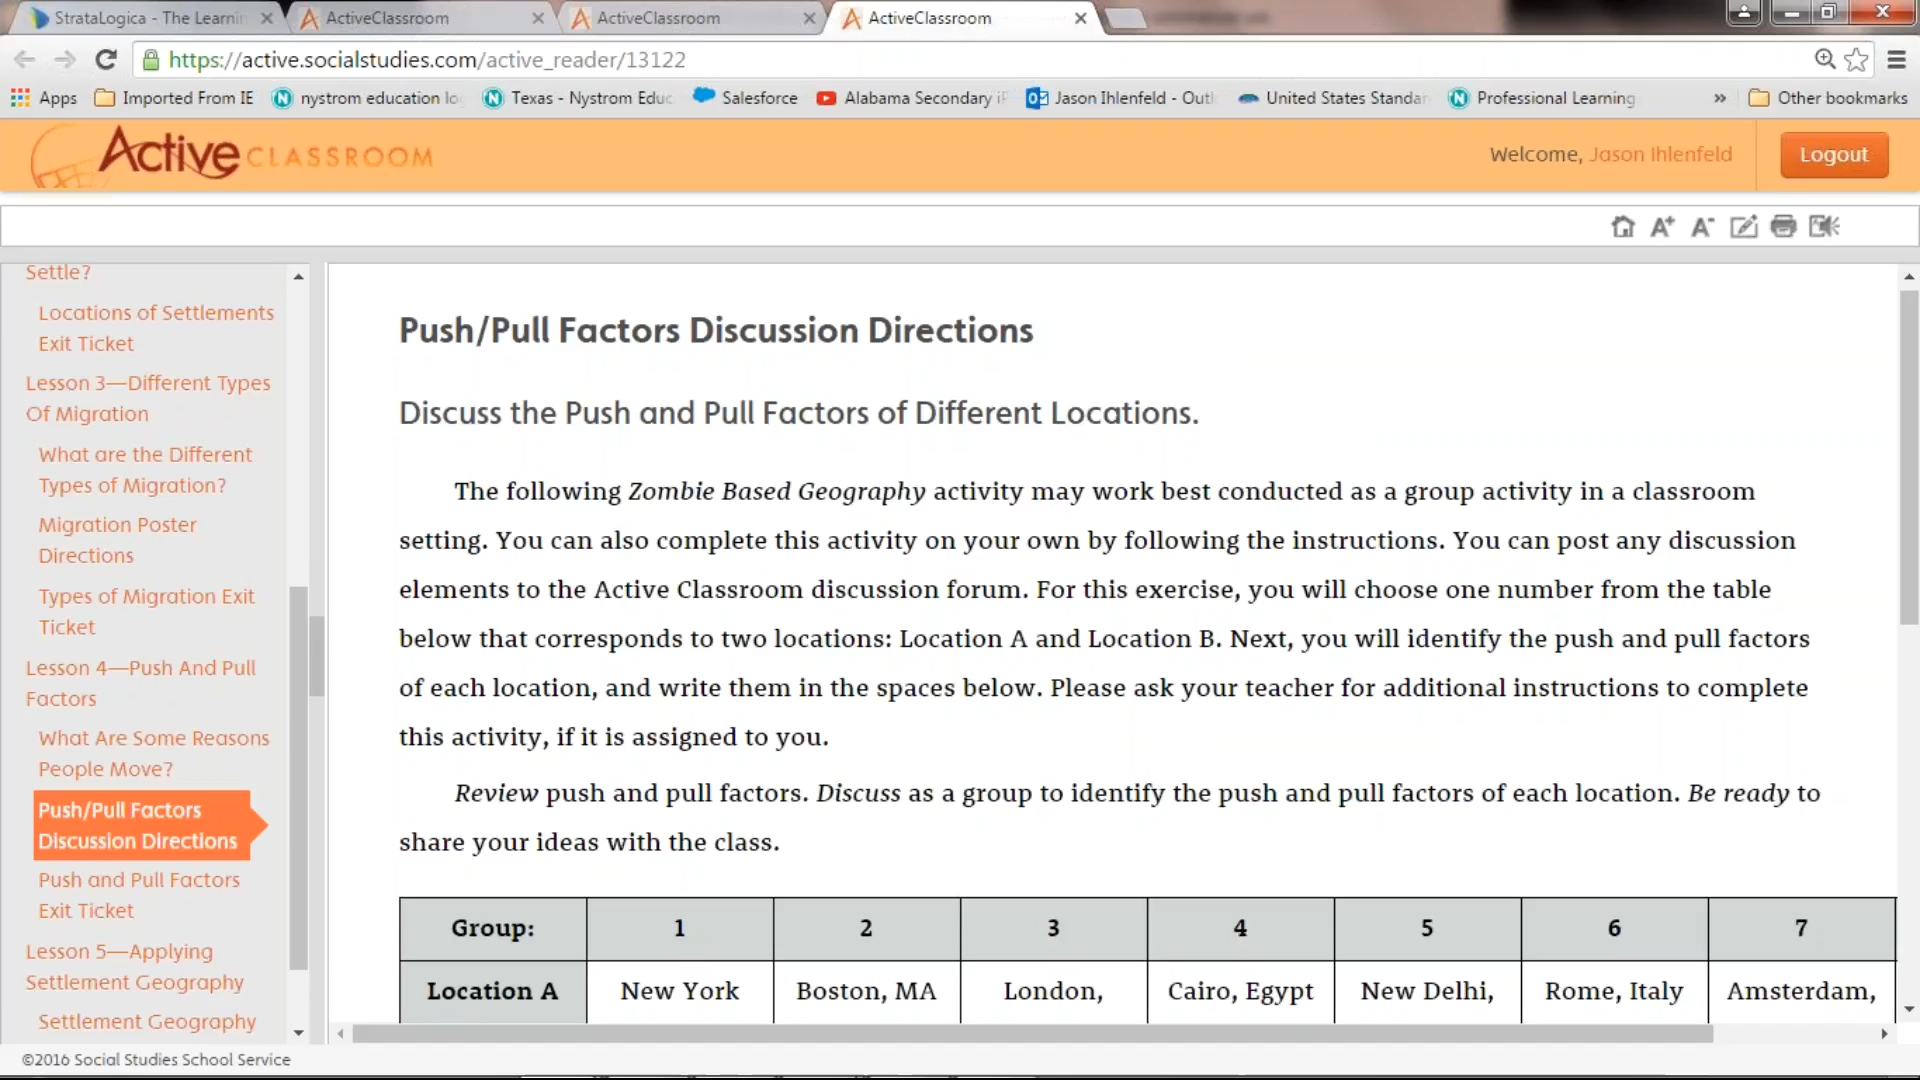 StrataLogica - The Learnin
ActiveClassroom
ActiveClassroom
ActiveClassroom
https://active.socialstudies.com/active_reader/13122
Apps
Imported From IE
nystrom education lo
Texas - Nystrom Educ
Salesforce
Alabama Secondary i
Jason Ihlenfeld - Outl
United States Standar
Professional Learning
»
Other bookmarks
Active CLASSROOM
Welcome, Jason Ihlenfeld
Logout
A+
A-
Settle?
Locations of Settlements
Exit Ticket
Lesson 3—Different Types
Of Migration
What are the Different
Types of Migration?
Migration Poster
Directions
Types of Migration Exit
Ticket
Lesson 4—Push And Pull
Factors
What Are Some Reasons
People Move?
Push/Pull Factors
Discussion Directions
Push and Pull Factors
Exit Ticket
Lesson 5—Applying
Settlement Geography
Settlement Geography
Push/Pull Factors Discussion Directions
Discuss the Push and Pull Factors of Different Locations.
The following Zombie Based Geography activity may work best conducted as a group activity in a classroom
setting. You can also complete this activity on your own by following the instructions. You can post any discussion
elements to the Active Classroom discussion forum. For this exercise, you will choose one number from the table
below that corresponds to two locations: Location A and Location B. Next, you will identify the push and pull factors
of each location, and write them in the spaces below. Please ask your teacher for additional instructions to complete
this activity, if it is assigned to you.
Review push and pull factors. Discuss as a group to identify the push and pull factors of each location. Be ready to
share your ideas with the class.
Group: 1 2 3 4 5 6 7
Location A New York Boston, MA London, Cairo, Egypt New Delhi, Rome, Italy Amsterdam,
©2016 Social Studies School Service